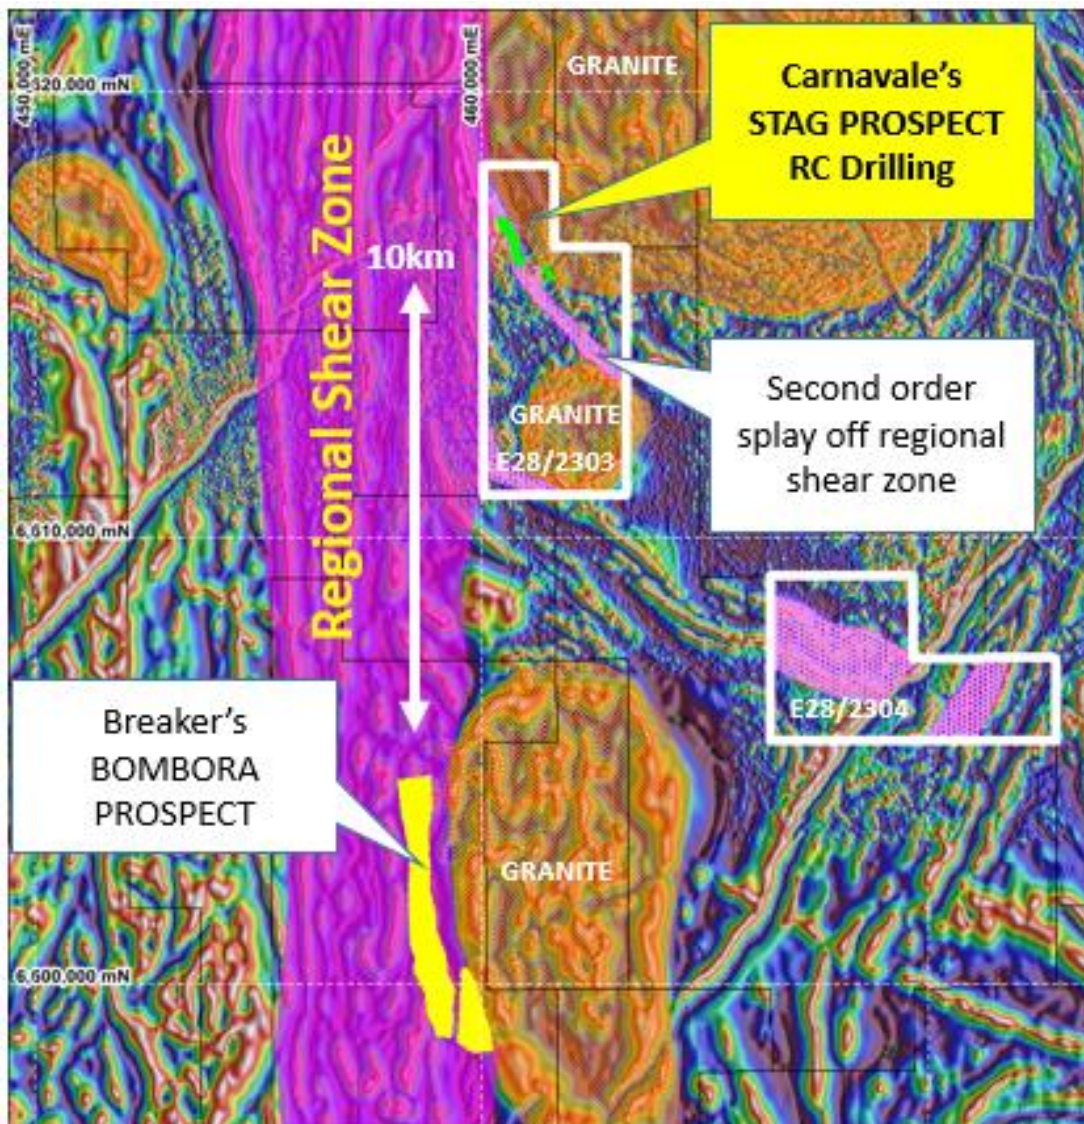 450,000 mE
620,000 mN
460,000 mE
GRANITE
Carnavale's
STAG PROSPECT
RC Drilling
Regional Shear Zone
10km
GRANITE
E28/2303
Second order
splay off regional
shear zone
6,610,000 mN
E28/2304
Breaker's
BOMBORA
PROSPECT
GRANITE
6,600,000 mN